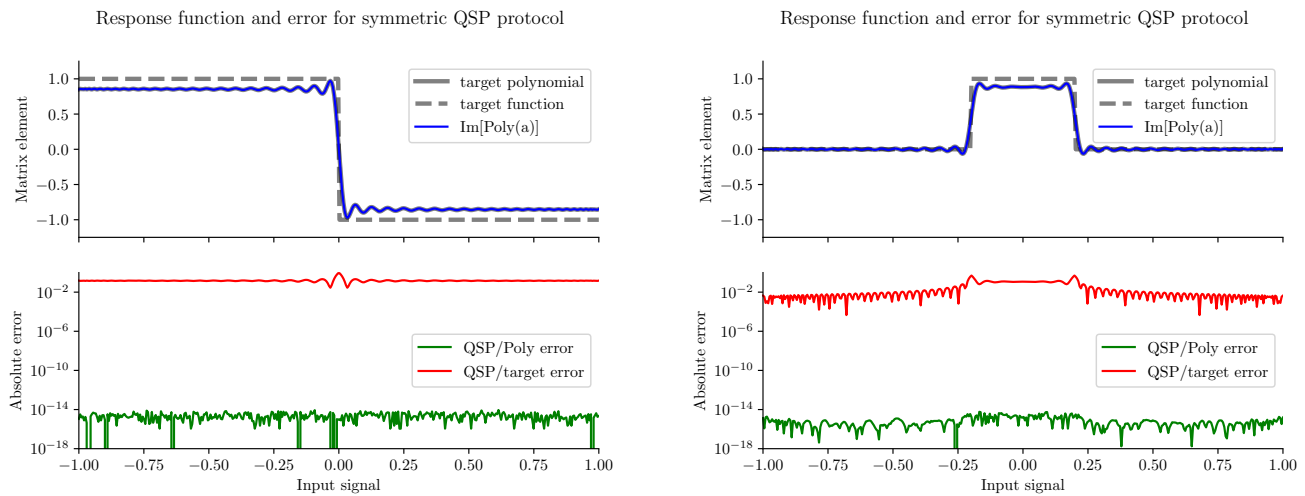 Response function and error for symmetric QSP protocol
Matrix element
1.0
0.5
0.0
−0.5
−1.0
target polynomial
target function
Im[Poly(a)]
Absolute error
10⁻²
10⁻⁶
10⁻¹⁰
10⁻¹⁴
10⁻¹⁸
QSP/Poly error
QSP/target error
−1.00 −0.75 −0.50 −0.25 0.00 0.25 0.50 0.75 1.00
Input signal
Response function and error for symmetric QSP protocol
Matrix element
1.0
0.5
0.0
−0.5
−1.0
target polynomial
target function
Im[Poly(a)]
Absolute error
10⁻²
10⁻⁶
10⁻¹⁰
10⁻¹⁴
10⁻¹⁸
QSP/Poly error
QSP/target error
−1.00 −0.75 −0.50 −0.25 0.00 0.25 0.50 0.75 1.00
Input signal